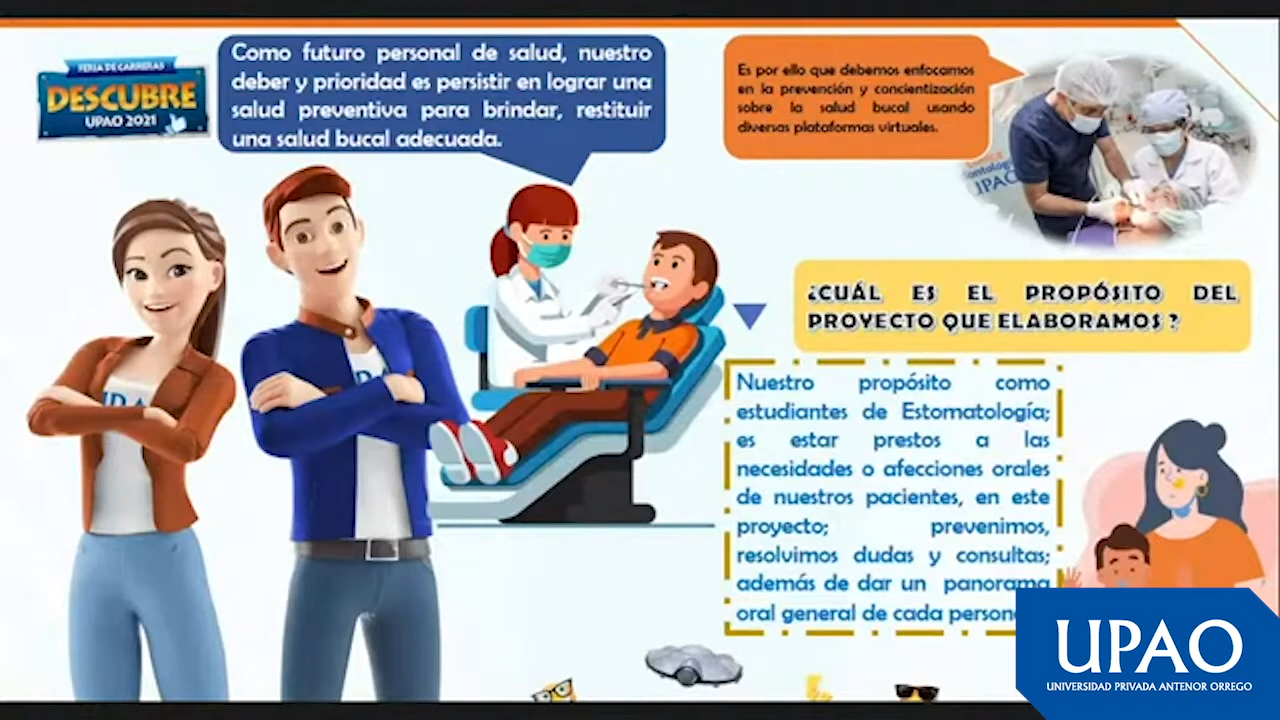 FERIA DE CARRERAS
DESCUBRE
UPAO 2021
Como futuro personal de salud, nuestro
deber y prioridad es persistir en lograr una
salud preventiva para brindar, restituir
una salud bucal adecuada.
Es por ello que debemos enfocarnos
en la prevención y concientización
sobre la salud bucal usando
diversas plataformas virtuales.
UPAO
¿CUÁL ES EL PROPÓSITO DEL
PROYECTO QUE ELABORAMOS ?
Nuestro propósito como
estudiantes de Estomatología;
es estar prestos a las
necesidades o afecciones orales
de nuestros pacientes, en este
proyecto; prevenimos,
resolvimos dudas y consultas;
además de dar un panorama
oral general de cada
UPAO
UNIVERSIDAD PRIVADA ANTENOR ORREGO